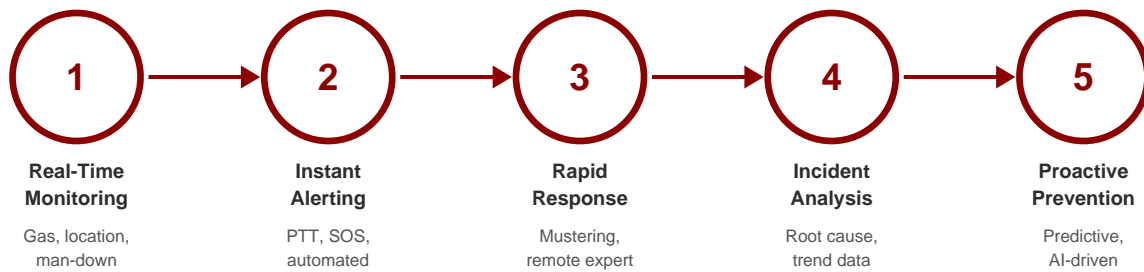 1
2
3
4
5
Real-Time
Monitoring
Gas, location,
man-down
Instant
Alerting
PTT, SOS,
automated
Rapid
Response
Mustering,
remote expert
Incident
Analysis
Root cause,
trend data
Proactive
Prevention
Predictive,
AI-driven